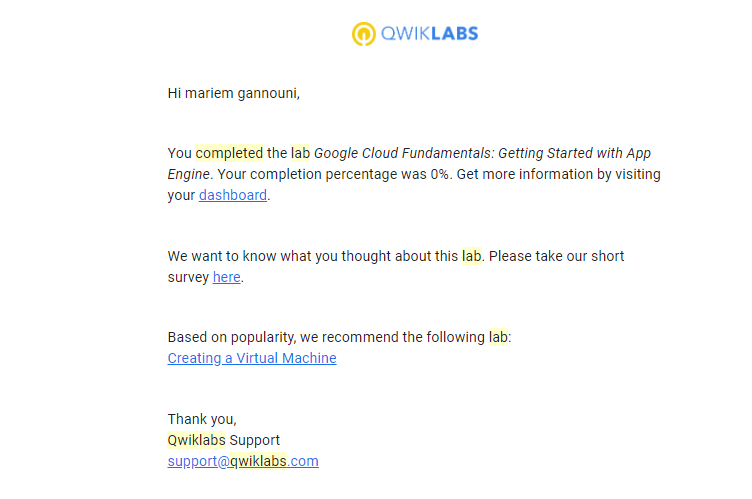 QWIKLABS
Hi mariem gannouni,
You completed the lab Google Cloud Fundamentals: Getting Started with App
Engine. Your completion percentage was 0%. Get more information by visiting
your dashboard.
We want to know what you thought about this lab. Please take our short
survey here.
Based on popularity, we recommend the following lab:
Creating a Virtual Machine
Thank you,
Qwiklabs Support
support@qwiklabs.com